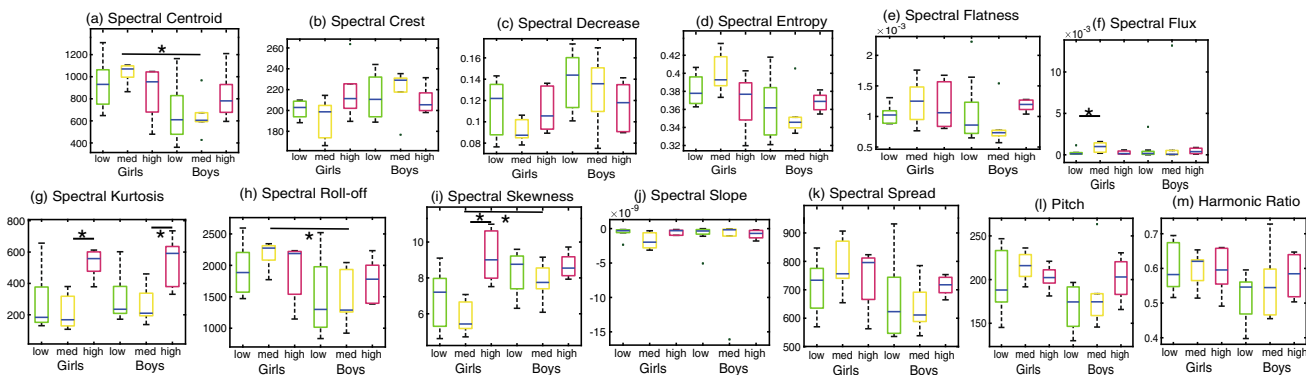 (a) Spectral Centroid
1200
1000
800
600
400
low med high low med high
Girls Boys
(b) Spectral Crest
260
240
220
200
180
low med high low med high
Girls Boys
(c) Spectral Decrease
0.16
0.14
0.12
0.1
0.08
low med high low med high
Girls Boys
(d) Spectral Entropy
0.44
0.4
0.36
0.32
low med high low med high
Girls Boys
(e) Spectral Flatness
×10⁻³
2
1.5
1
0.5
low med high low med high
Girls Boys
(f) Spectral Flux
×10⁻³
10
5
0
low med high low med high
Girls Boys
(g) Spectral Kurtosis
800
600
400
200
low med high low med high
Girls Boys
(h) Spectral Roll-off
2500
2000
1500
1000
low med high low med high
Girls Boys
(i) Spectral Skewness
10
8
6
low med high low med high
Girls Boys
(j) Spectral Slope
×10⁻⁹
0
-5
-10
-15
low med high low med high
Girls Boys
(k) Spectral Spread
900
800
700
600
500
low med high low med high
Girls Boys
(l) Pitch
250
200
150
low med high low med high
Girls Boys
(m) Harmonic Ratio
0.7
0.6
0.5
0.4
low med high low med high
Girls Boys